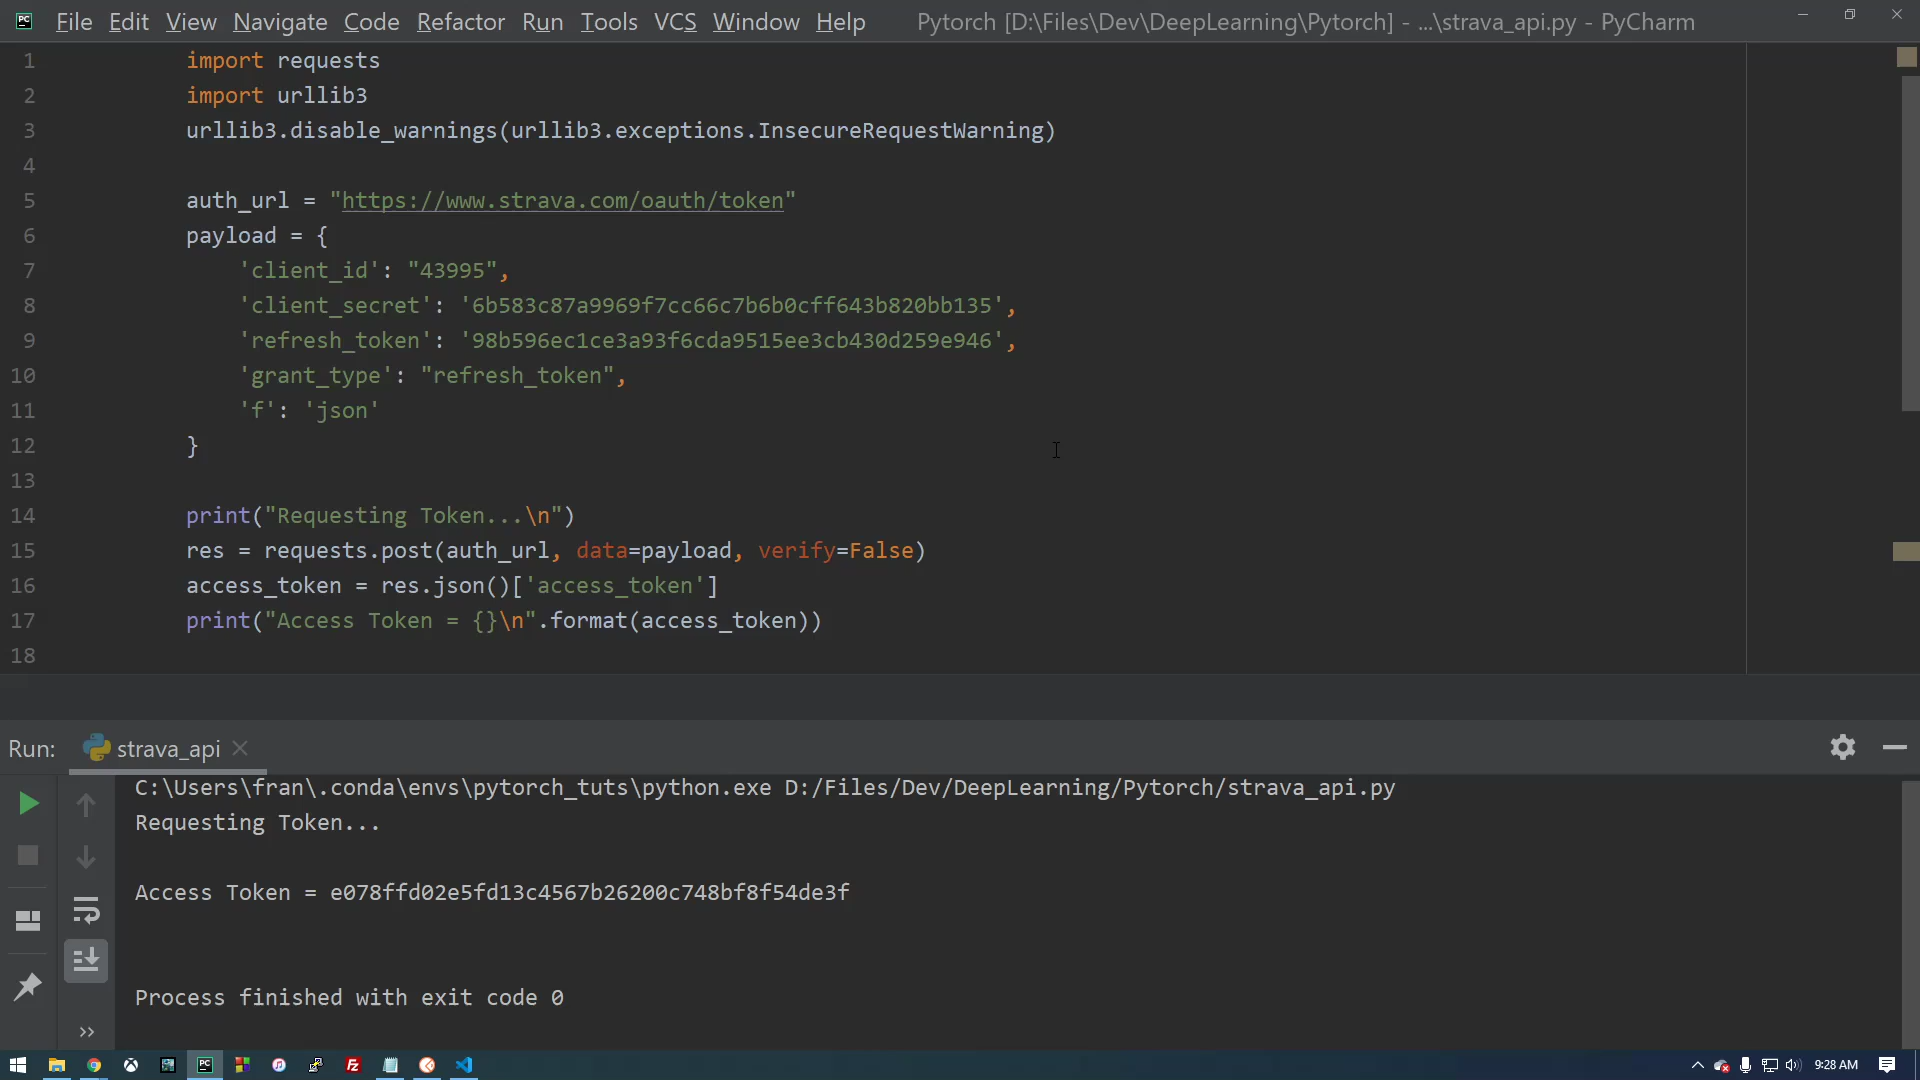 File Edit View Navigate Code Refactor Run Tools VCS Window Help Pytorch [D:\Files\Dev\DeepLearning\Pytorch] - ...\strava_api.py - PyCharm
1 import requests
2 import urllib3
3 urllib3.disable_warnings(urllib3.exceptions.InsecureRequestWarning)
4
5 auth_url = "https://www.strava.com/oauth/token"
6 payload = {
7 'client_id': "43995",
8 'client_secret': '6b583c87a9969f7cc66c7b6b0cff643b820bb135',
9 'refresh_token': '98b596ec1ce3a93f6cda9515ee3cb430d259e946',
10 'grant_type': "refresh_token",
11 'f': 'json'
12 }
13
14 print("Requesting Token...\n")
15 res = requests.post(auth_url, data=payload, verify=False)
16 access_token = res.json()['access_token']
17 print("Access Token = {}\n".format(access_token))
18
Run: strava_api
C:\Users\fran\.conda\envs\pytorch_tuts\python.exe D:/Files/Dev/DeepLearning/Pytorch/strava_api.py
Requesting Token...
Access Token = e078ffd02e5fd13c4567b26200c748bf8f54de3f
Process finished with exit code 0
9:28 AM